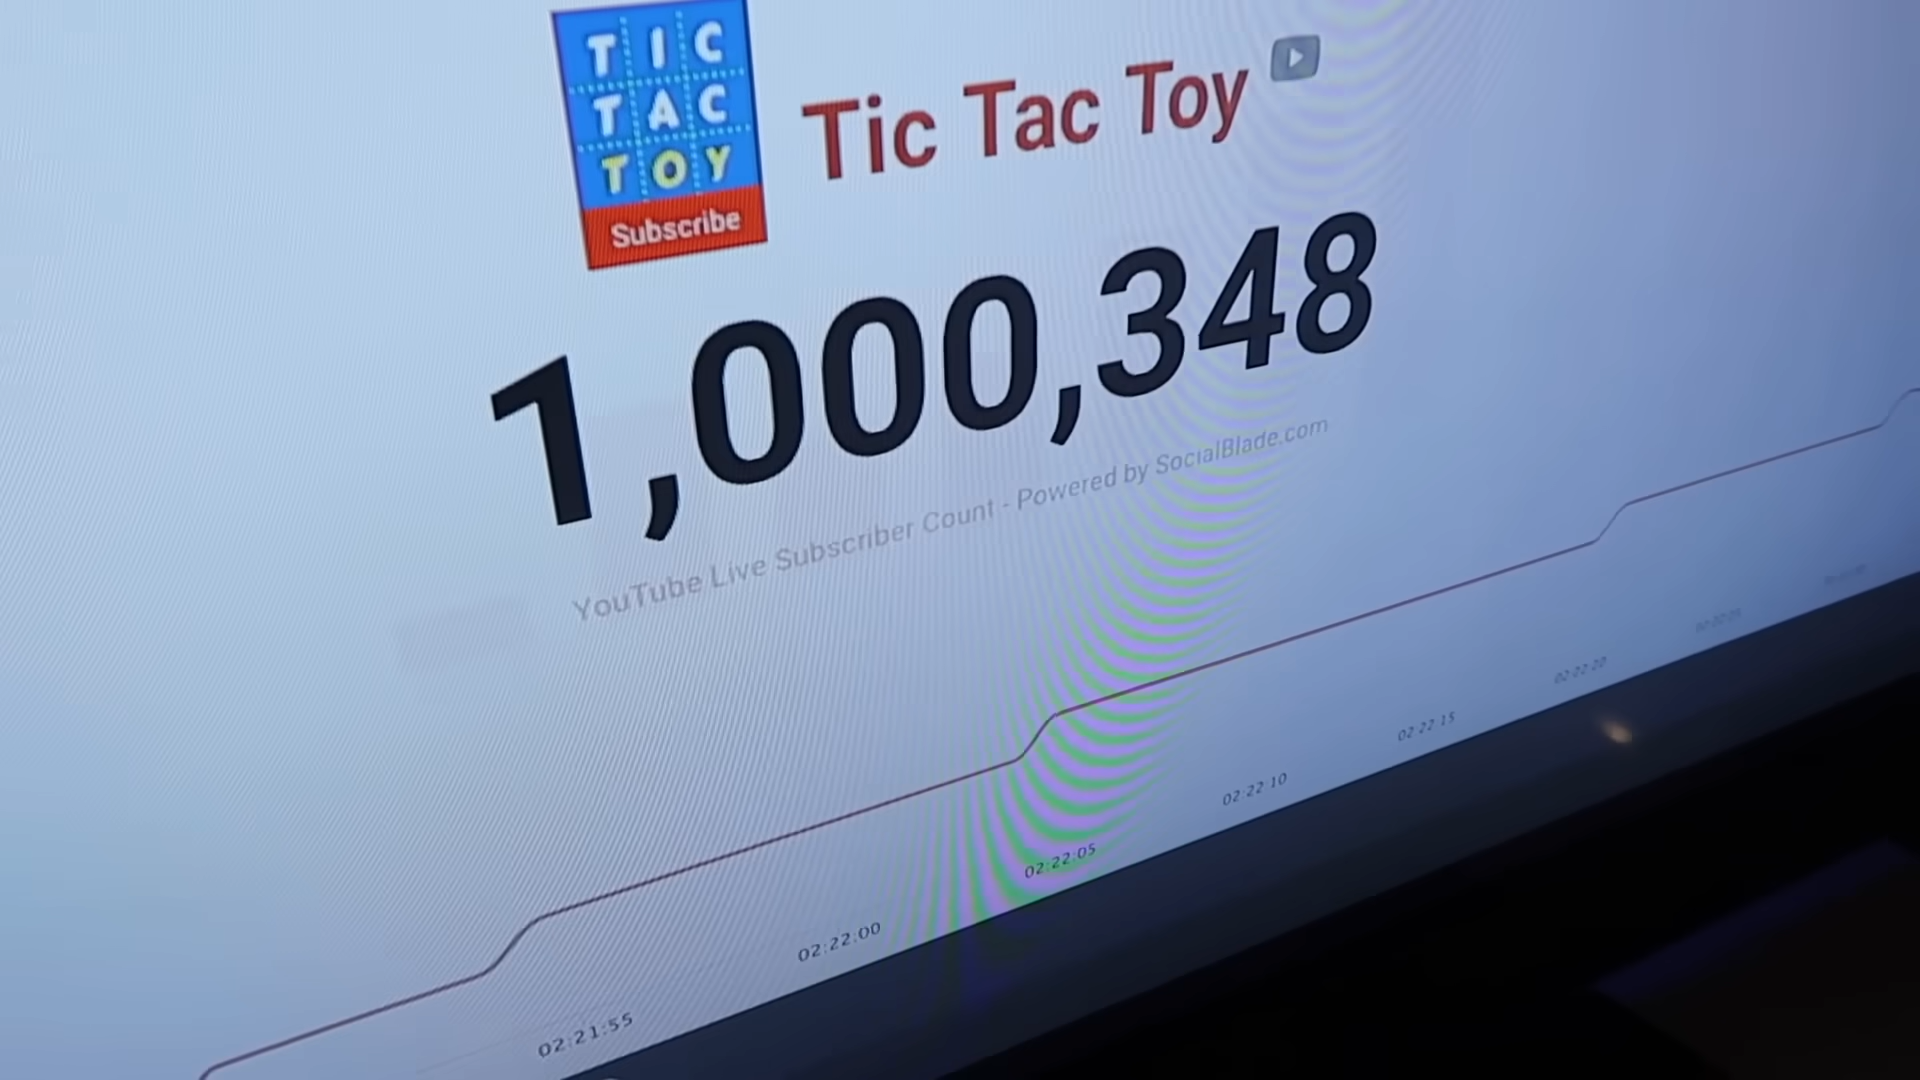 TIC
TAC
TOY
Subscribe
Tic Tac Toy
1,000,348
YouTube Live Subscriber Count - Powered by SocialBlade.com
02:21:55
02:22:00
02:22:05
02:22:10
02:22:15
02:22:20